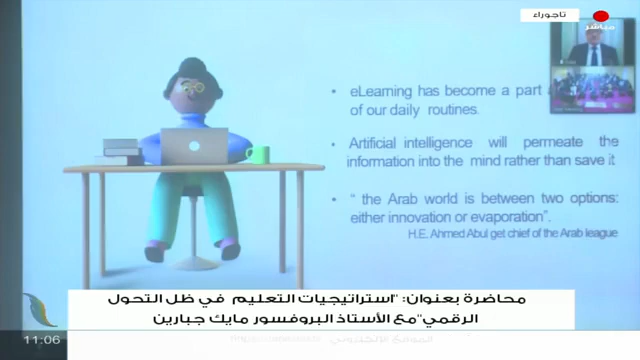 تاجوراء
مباشر
• eLearning has become a part
of our daily routines.
• Artificial intelligence will permeate the
information into the mind rather than save it
• “ the Arab world is between two options:
either innovation or evaporation”.
H.E. Ahmed Abul get chief of the Arab league
محاضرة بعنوان: "استراتيجيات التعليم في ظل التحول
الرقمي"مع الأستاذ البروفسور مايك جبارين
11:06
الموقع الإلكتروني